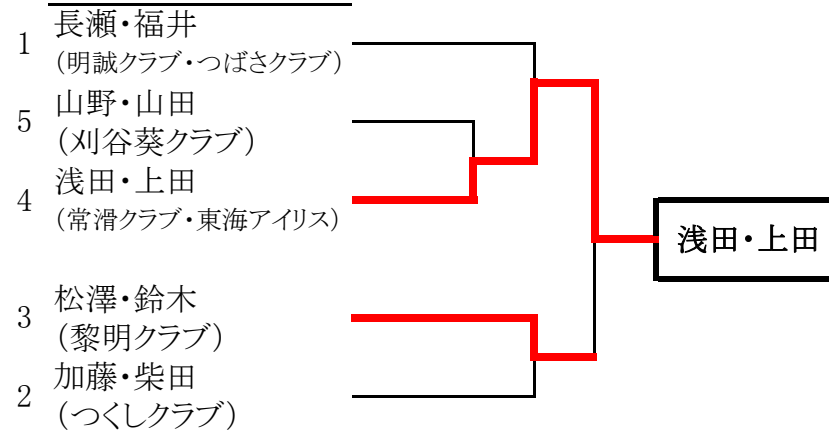 1
長瀬・福井
(明誠クラブ・つばさクラブ)
5
山野・山田
(刈谷葵クラブ)
4
浅田・上田
(常滑クラブ・東海アイリス)
浅田・上田
3
松澤・鈴木
(黎明クラブ)
2
加藤・柴田
(つくしクラブ)